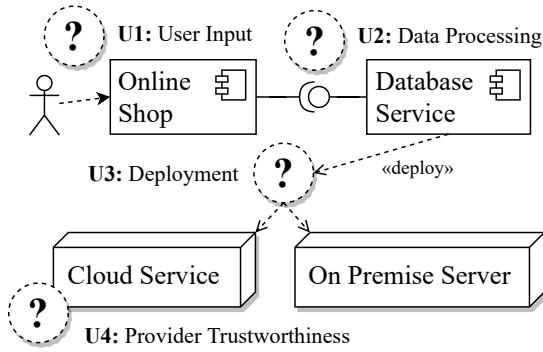 ? U1: User Input ? U2: Data Processing
Online Shop
Database Service
U3: Deployment ? «deploy»
Cloud Service
On Premise Server
?
U4: Provider Trustworthiness